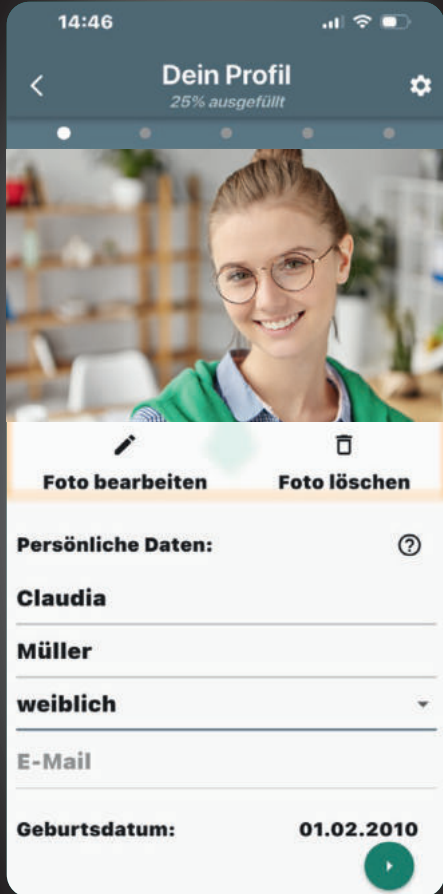 14:46
Dein Profil
25% ausgefüllt
Foto bearbeiten
Foto löschen
Persönliche Daten:
Claudia
Müller
weiblich
E-Mail
Geburtsdatum: 01.02.2010